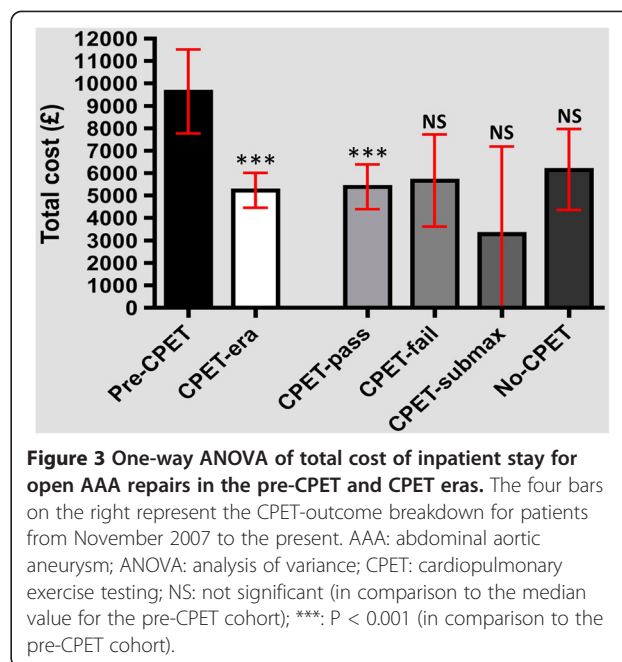 12000
11000
10000
9000
8000
7000
6000
5000
4000
3000
2000
1000
0
Total cost (£)
***
***
NS
NS
NS
Pre-CPET
CPET-era
CPET-pass
CPET-fail
CPET-submax
No-CPET
Figure 3 One-way ANOVA of total cost of inpatient stay for
open AAA repairs in the pre-CPET and CPET eras. The four bars
on the right represent the CPET-outcome breakdown for patients
from November 2007 to the present. AAA: abdominal aortic
aneurysm; ANOVA: analysis of variance; CPET: cardiopulmonary
exercise testing; NS: not significant (in comparison to the median
value for the pre-CPET cohort); ***: P < 0.001 (in comparison to the
pre-CPET cohort).